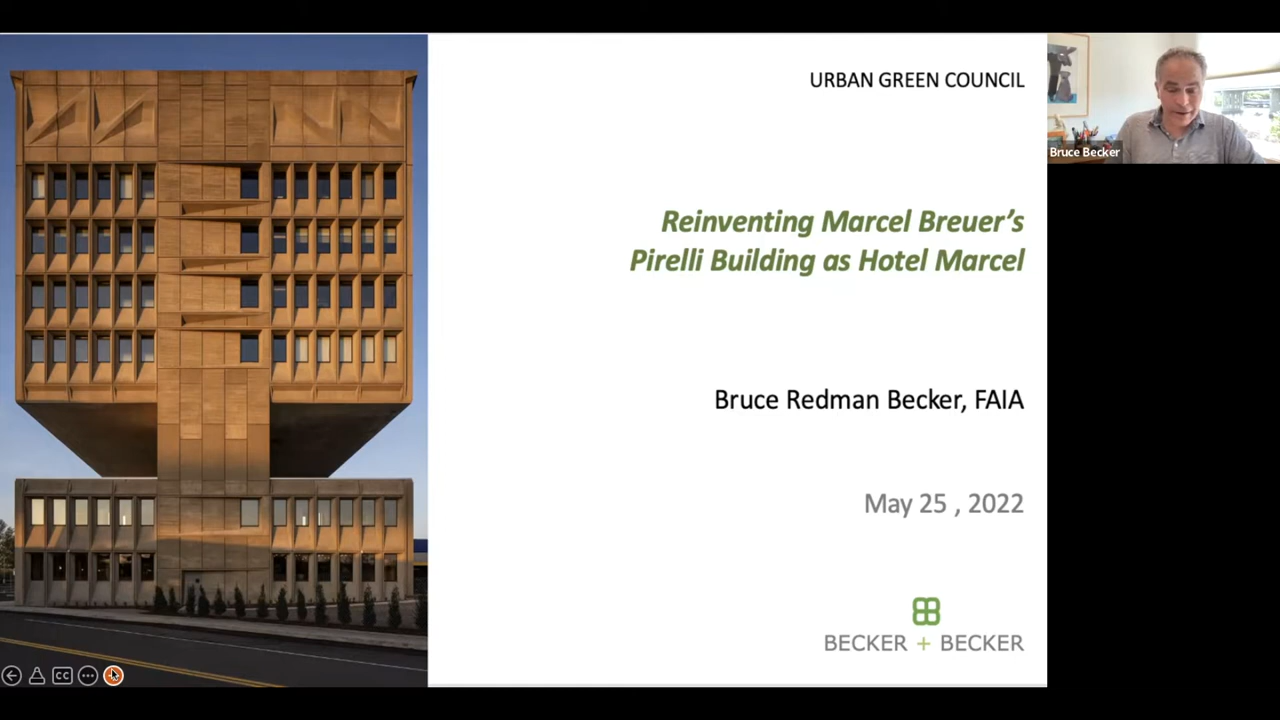 URBAN GREEN COUNCIL
Bruce Becker
Reinventing Marcel Breuer’s
Pirelli Building as Hotel Marcel
Bruce Redman Becker, FAIA
May 25 , 2022
BECKER + BECKER
CC